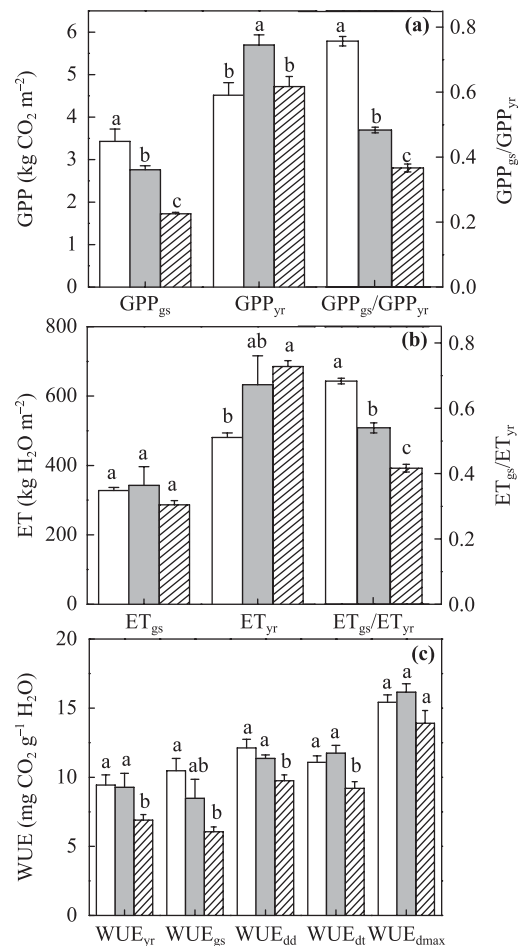 (a)
GPP (kg CO₂ m⁻²)
6
5
4
3
2
1
0
a
b
c
b
a
b
a
b
c
0.8
0.6
0.4
0.2
0.0
GPPgs/GPPyr
GPPgs
GPPyr
GPPgs/GPPyr
(b)
ET (kg H₂O m⁻²)
800
600
400
200
0
a
a
a
b
ab
a
a
b
c
0.8
0.6
0.4
0.2
0.0
ETgs/ETyr
ETgs
ETyr
ETgs/ETyr
(c)
WUE (mg CO₂ g⁻¹ H₂O)
20
15
10
5
0
a
a
b
a
ab
b
a
a
b
a
a
b
a
a
a
WUEyr
WUEgs
WUEdd
WUEdt
WUEdmax